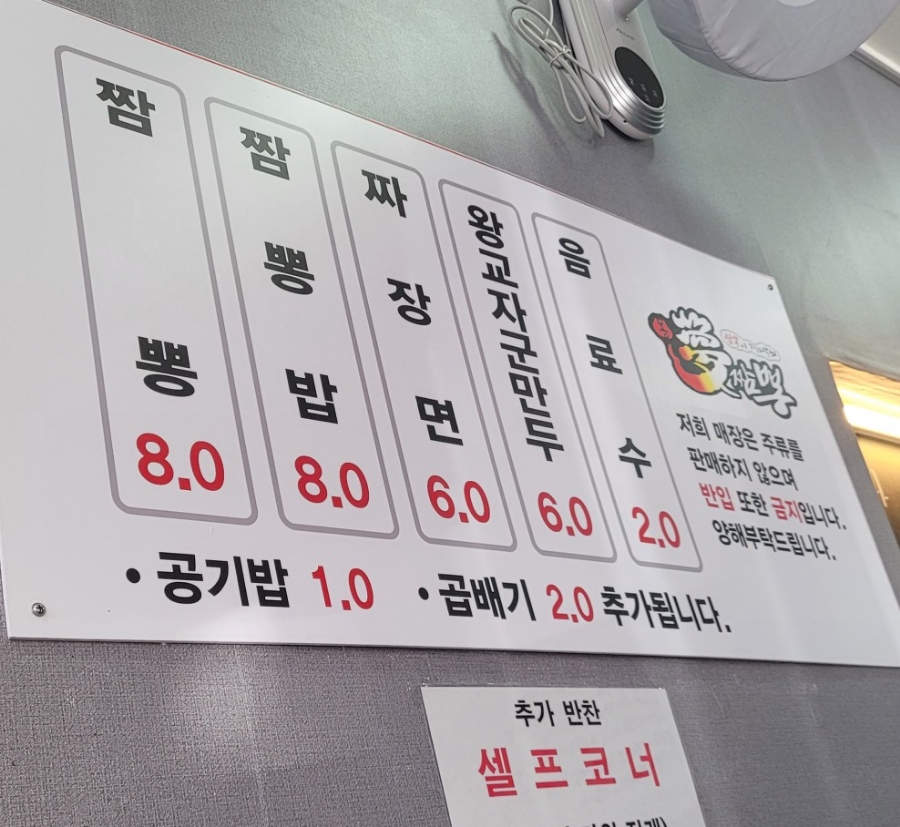 짬뽕 8.0
짬뽕밥 8.0
짜장면 6.0
왕교자군만두 6.0
음료수 2.0
짬뽕
저희 매장은 주류를
판매하지 않으며
반입 또한 금지입니다.
양해부탁드립니다.
• 공기밥 1.0 • 곱배기 2.0 추가됩니다.
추가 반찬
셀프코너